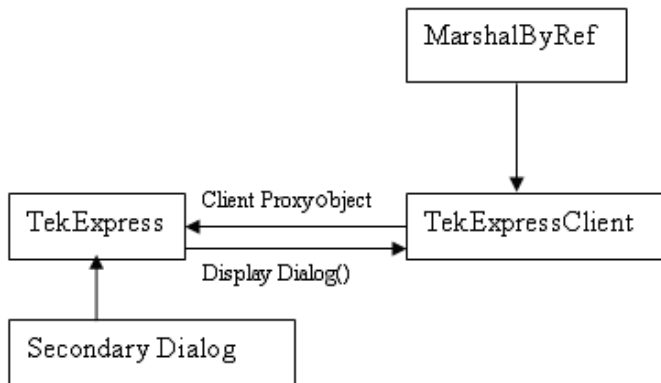 MarshalByRef
Client ProxyObject
TekExpress
TekExpressClient
Display Dialog()
Secondary Dialog